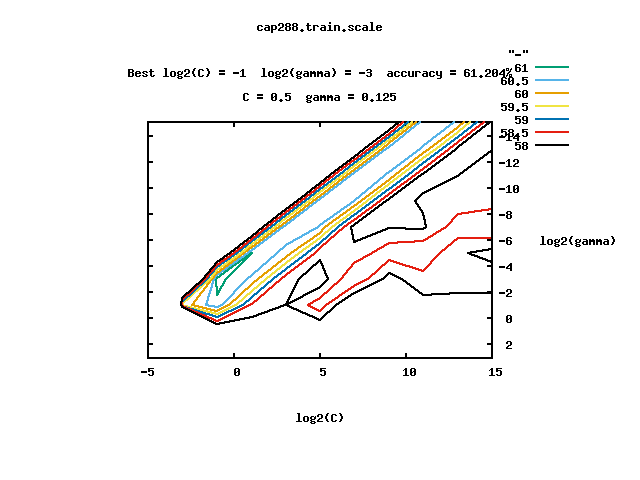 cap288.train.scale
"-"
Best log2(C) = -1  log2(gamma) = -3  accuracy = 61.204%
61
60.5
C = 0.5  gamma = 0.125
60
59.5
59
58.5
58
-14
-12
-10
-8
-6
log2(gamma)
-4
-2
0
2
-5 0 5 10 15
log2(C)